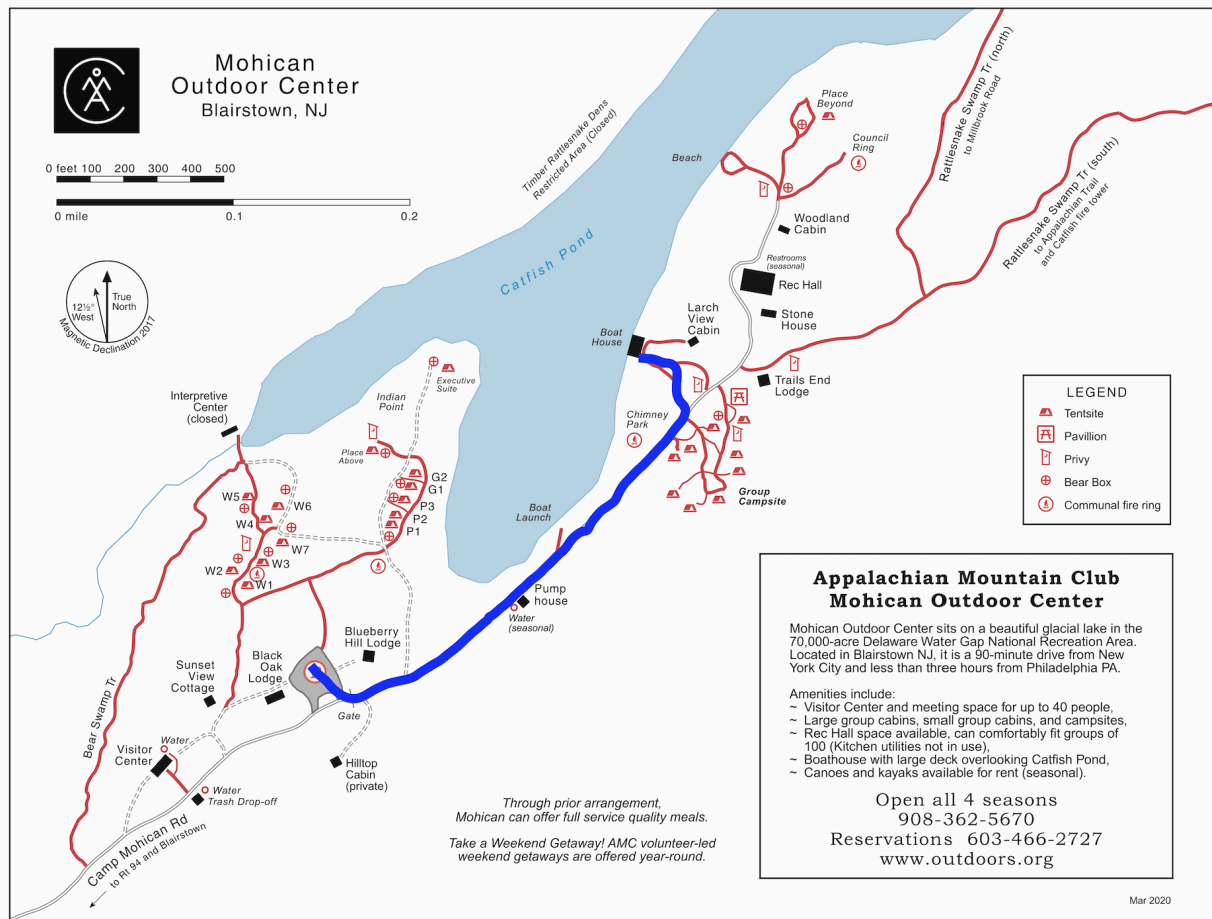 Mohican
Outdoor Center
Blairstown, NJ
0 feet 100 200 300 400 500
0 mile 0.1 0.2
12½°
West
True
North
Magnetic Declination 2017
Timber Rattlesnake Dens
Restricted Area (Closed)
Catfish Pond
Place
Beyond
Council
Ring
Beach
Woodland
Cabin
Restrooms
(seasonal)
Rec Hall
Stone
House
Larch
View
Cabin
Boat
House
Trails End
Lodge
Rattlesnake Swamp Tr (north)
to Millbrook Road
Rattlesnake Swamp Tr (south)
to Appalachian Trail
and Catfish fire tower
Executive
Suite
Indian
Point
Interpretive
Center
(closed)
Place
Above
Chimney
Park
Group
Campsite
G2
G1
P3
P2
P1
W5
W6
W4
W7
W2
W3
W1
Boat
Launch
Pump
house
Water
(seasonal)
Blueberry
Hill Lodge
Black
Oak
Lodge
Sunset
View
Cottage
Gate
Hilltop
Cabin
(private)
Bear Swamp Tr
Water
Visitor
Center
Water
Trash Drop-off
Camp Mohican Rd
to Rt 94 and Blairstown
LEGEND
Tentsite
Pavillion
Privy
Bear Box
Communal fire ring
Through prior arrangement,
Mohican can offer full service quality meals.
Take a Weekend Getaway! AMC volunteer-led
weekend getaways are offered year-round.
Appalachian Mountain Club
Mohican Outdoor Center
Mohican Outdoor Center sits on a beautiful glacial lake in the
70,000-acre Delaware Water Gap National Recreation Area.
Located in Blairstown NJ, it is a 90-minute drive from New
York City and less than three hours from Philadelphia PA.
Amenities include:
~ Visitor Center and meeting space for up to 40 people,
~ Large group cabins, small group cabins, and campsites,
~ Rec Hall space available, can comfortably fit groups of
100 (Kitchen utilities not in use),
~ Boathouse with large deck overlooking Catfish Pond,
~ Canoes and kayaks available for rent (seasonal).
Open all 4 seasons
908-362-5670
Reservations 603-466-2727
www.outdoors.org
Mar 2020